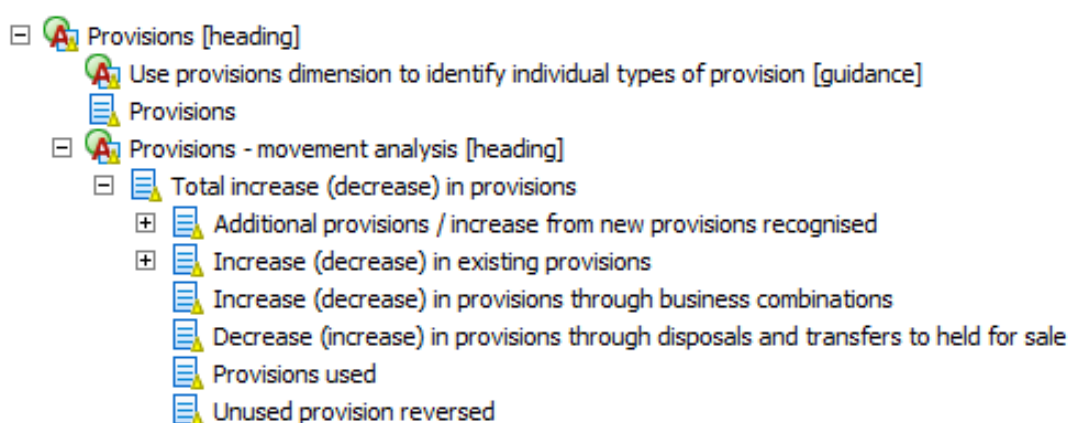 Provisions [heading]
Use provisions dimension to identify individual types of provision [guidance]
Provisions
Provisions - movement analysis [heading]
Total increase (decrease) in provisions
Additional provisions / increase from new provisions recognised
Increase (decrease) in existing provisions
Increase (decrease) in provisions through business combinations
Decrease (increase) in provisions through disposals and transfers to held for sale
Provisions used
Unused provision reversed